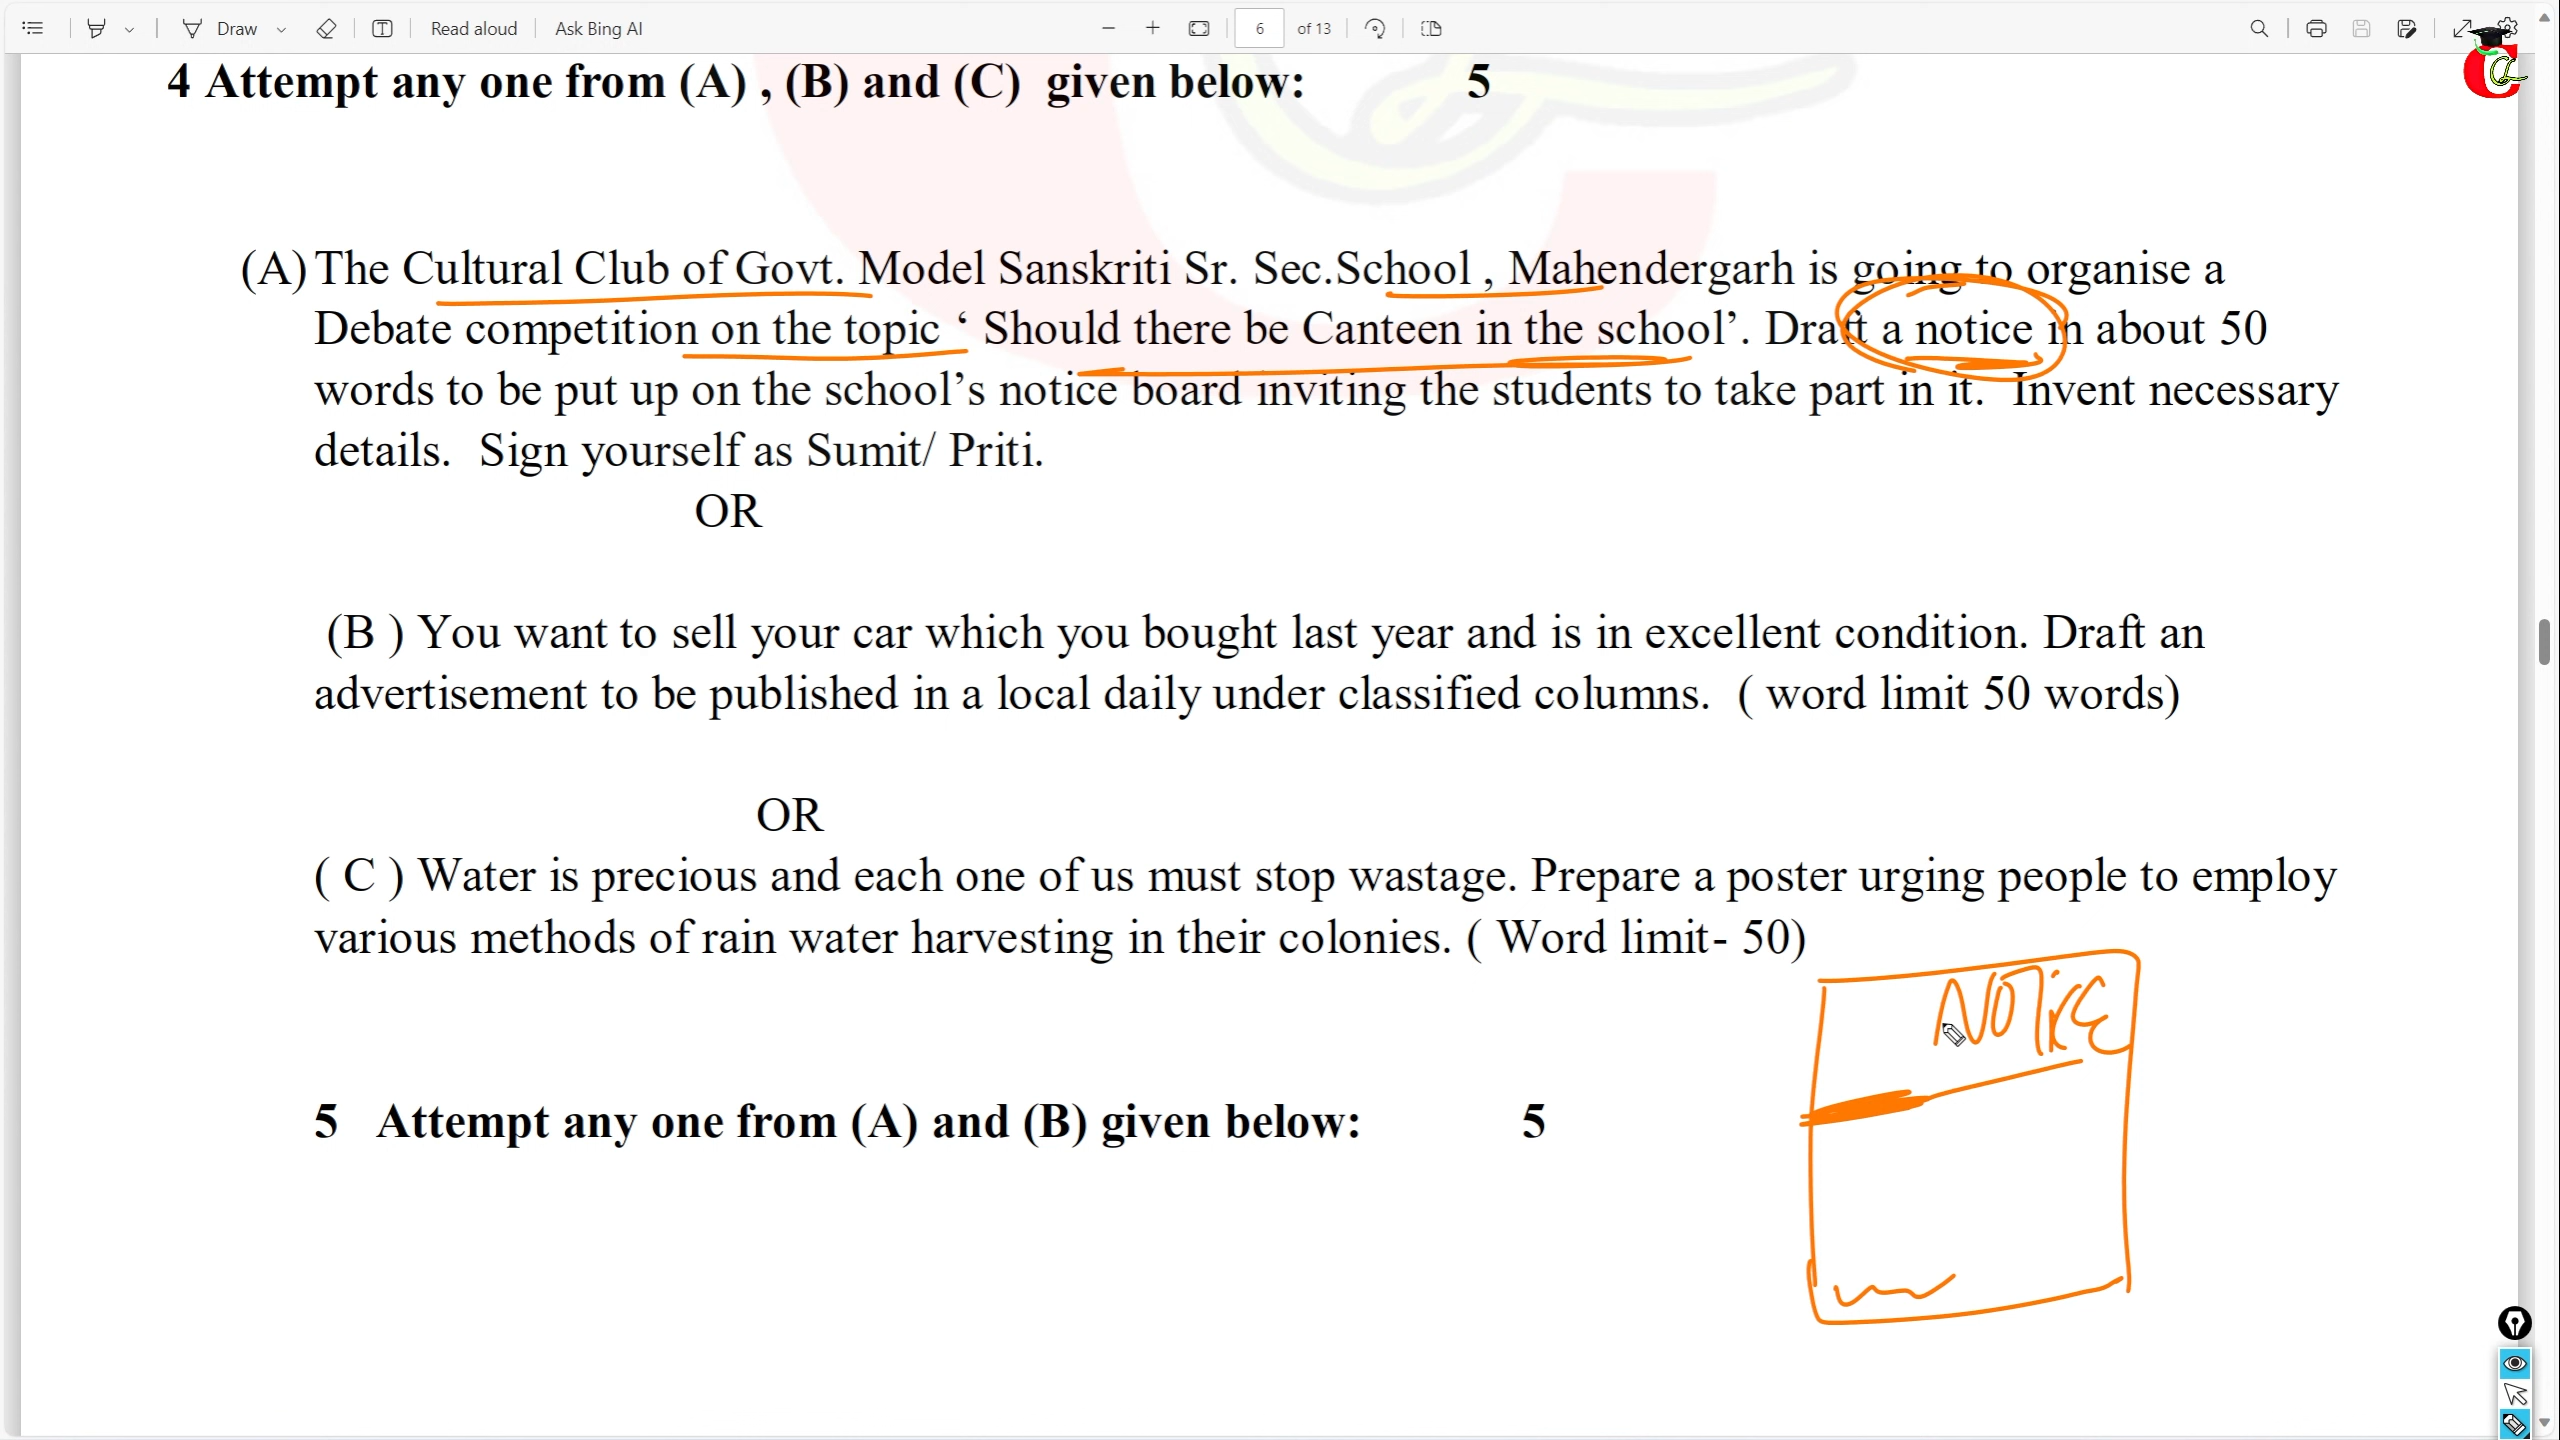 Draw
Read aloud
Ask Bing AI
6 of 13
4 Attempt any one from (A) , (B) and (C) given below: 5
(A) The Cultural Club of Govt. Model Sanskriti Sr. Sec.School , Mahendergarh is going to organise a
Debate competition on the topic ‘ Should there be Canteen in the school’. Draft a notice in about 50
words to be put up on the school’s notice board inviting the students to take part in it. Invent necessary
details. Sign yourself as Sumit/ Priti.
OR
(B ) You want to sell your car which you bought last year and is in excellent condition. Draft an
advertisement to be published in a local daily under classified columns. ( word limit 50 words)
OR
( C ) Water is precious and each one of us must stop wastage. Prepare a poster urging people to employ
various methods of rain water harvesting in their colonies. ( Word limit- 50)
NOTICE
5 Attempt any one from (A) and (B) given below: 5